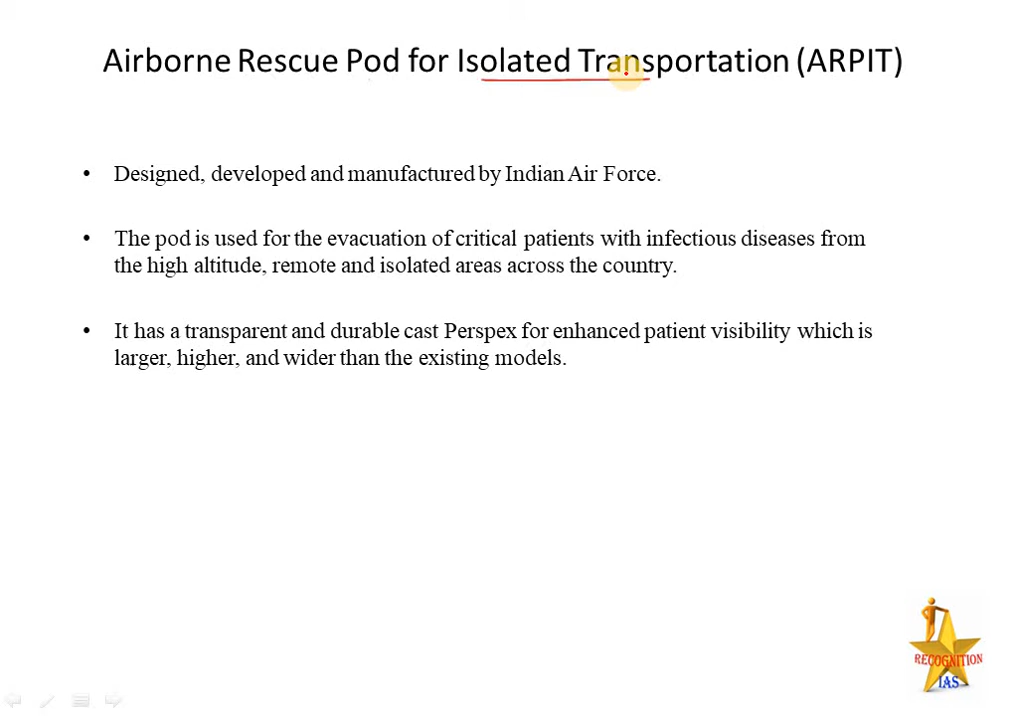 Airborne Rescue Pod for Isolated Transportation (ARPIT)
• Designed, developed and manufactured by Indian Air Force.
• The pod is used for the evacuation of critical patients with infectious diseases from
the high altitude, remote and isolated areas across the country.
• It has a transparent and durable cast Perspex for enhanced patient visibility which is
larger, higher, and wider than the existing models.
RECOGNITION
IAS